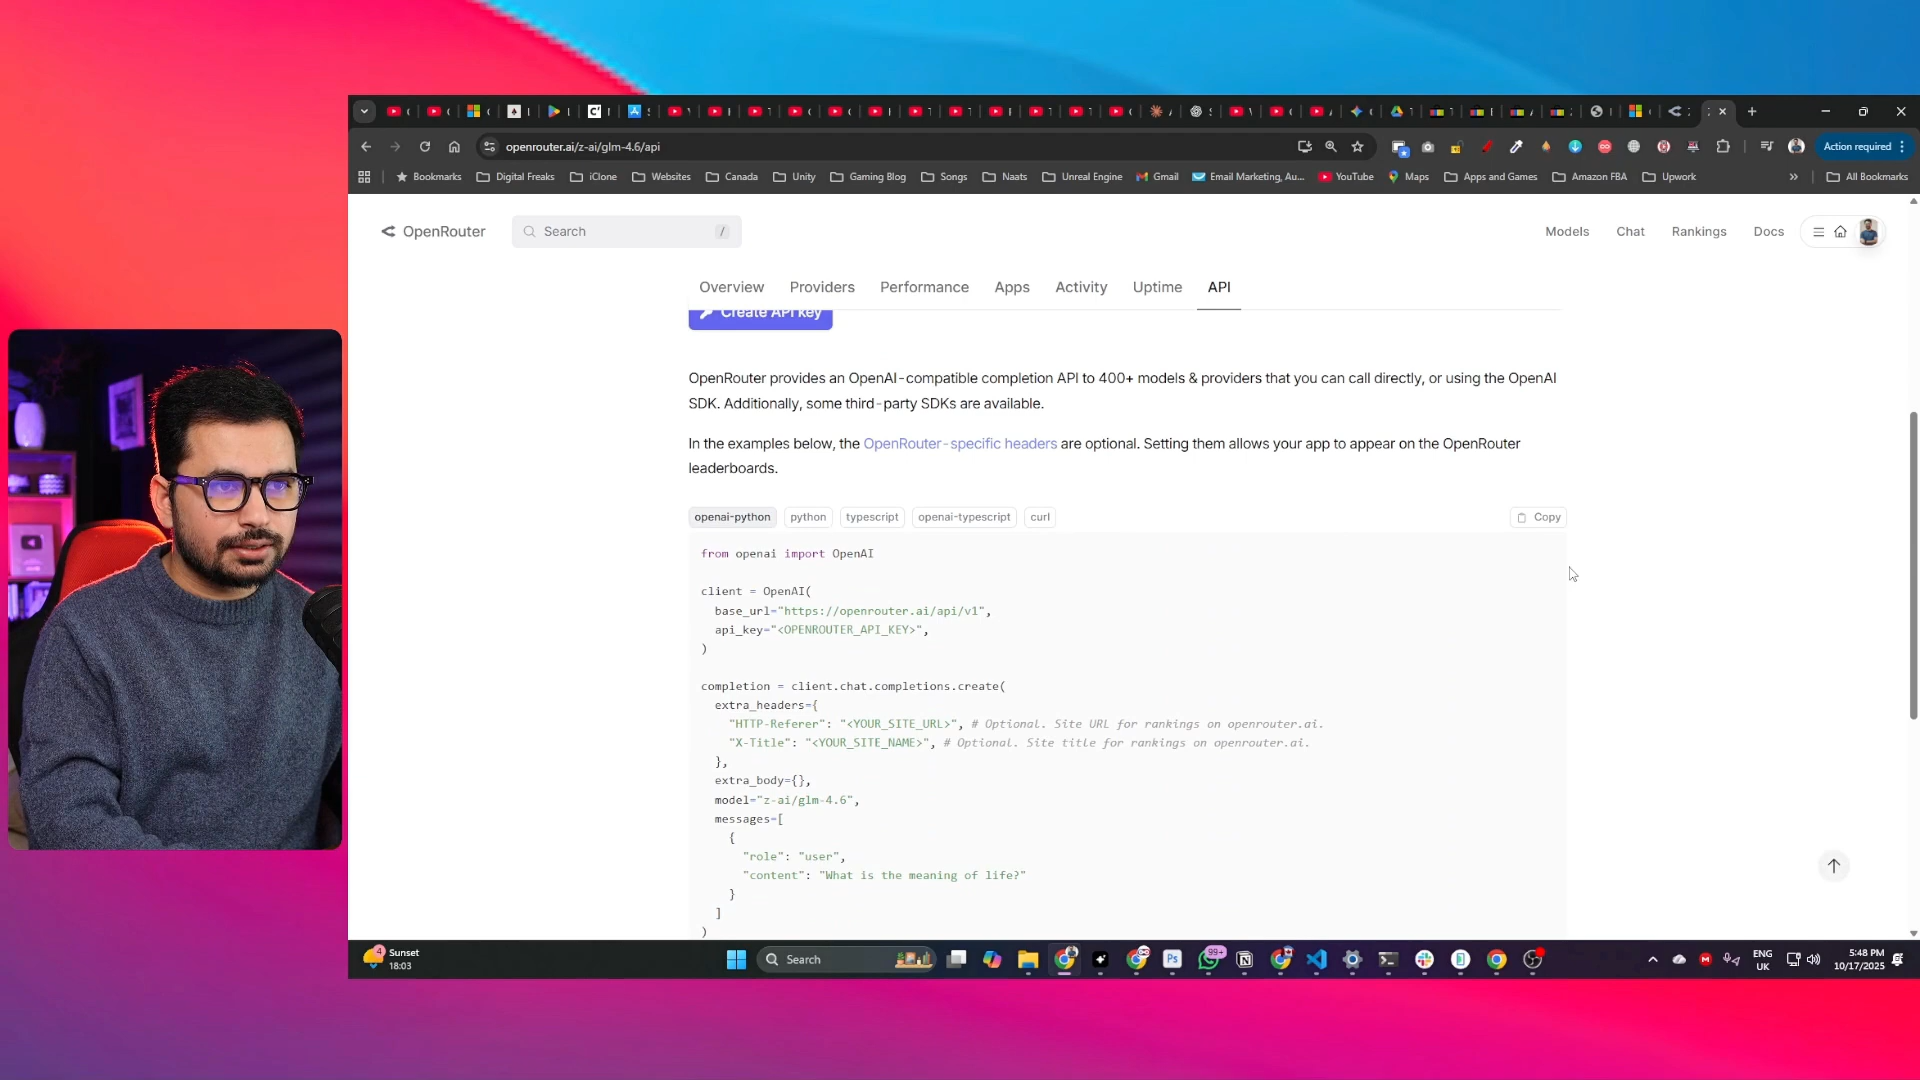 openrouter.ai/z-ai/glm-4.6/api
Action required
Bookmarks
Digital Freaks
iClone
Websites
Canada
Unity
Gaming Blog
Songs
Naats
Unreal Engine
Gmail
Email Marketing, Au...
YouTube
Maps
Apps and Games
Amazon FBA
Upwork
All Bookmarks
OpenRouter
Search
/
Models
Chat
Rankings
Docs
Overview
Providers
Performance
Apps
Activity
Uptime
API
Create API key
OpenRouter provides an OpenAI-compatible completion API to 400+ models & providers that you can call directly, or using the OpenAI
SDK. Additionally, some third-party SDKs are available.
In the examples below, the OpenRouter-specific headers are optional. Setting them allows your app to appear on the OpenRouter
leaderboards.
openai-python
python
typescript
openai-typescript
curl
Copy
from openai import OpenAI
client = OpenAI(
base_url="https://openrouter.ai/api/v1",
api_key="<OPENROUTER_API_KEY>",
)
completion = client.chat.completions.create(
extra_headers={
"HTTP-Referer": "<YOUR_SITE_URL>", # Optional. Site URL for rankings on openrouter.ai.
"X-Title": "<YOUR_SITE_NAME>", # Optional. Site title for rankings on openrouter.ai.
},
extra_body={},
model="z-ai/glm-4.6",
messages=[
{
"role": "user",
"content": "What is the meaning of life?"
}
]
)
4
Sunset
18:03
Search
Ps
99+
ENG
UK
5:48 PM
10/17/2025